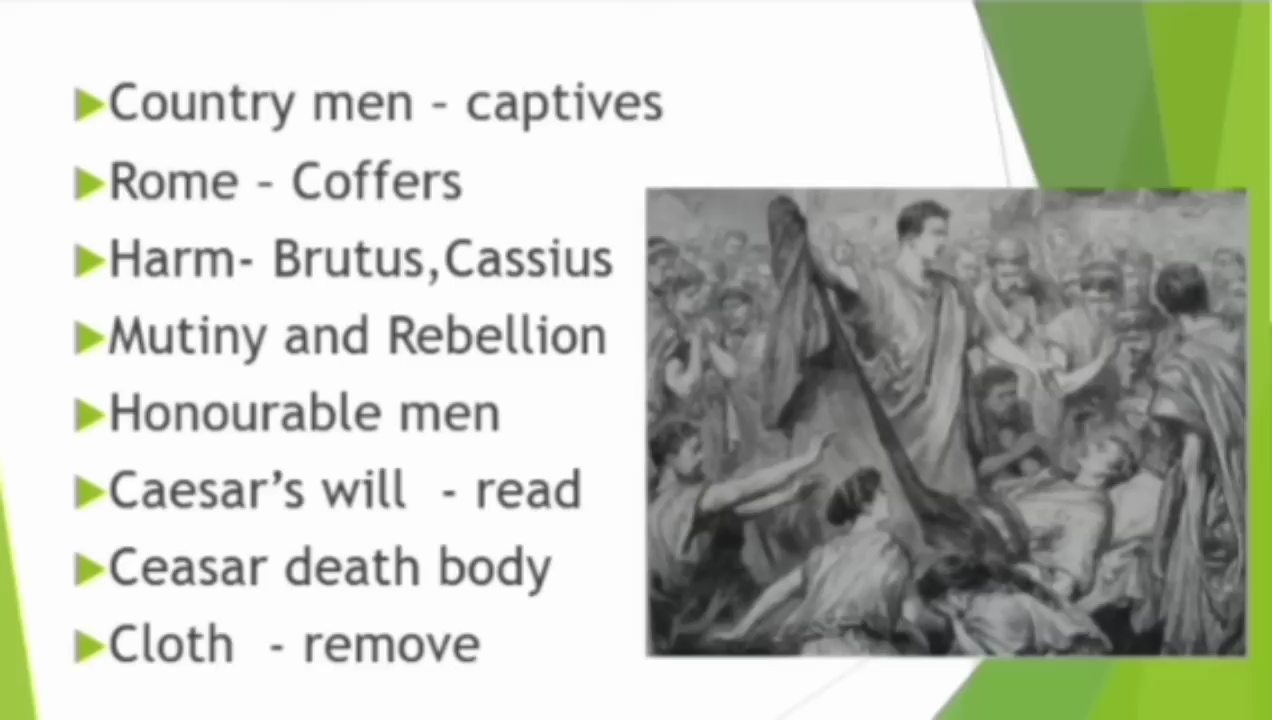 Country men - captives
Rome - Coffers
Harm- Brutus,Cassius
Mutiny and Rebellion
Honourable men
Caesar’s will - read
Ceasar death body
Cloth - remove